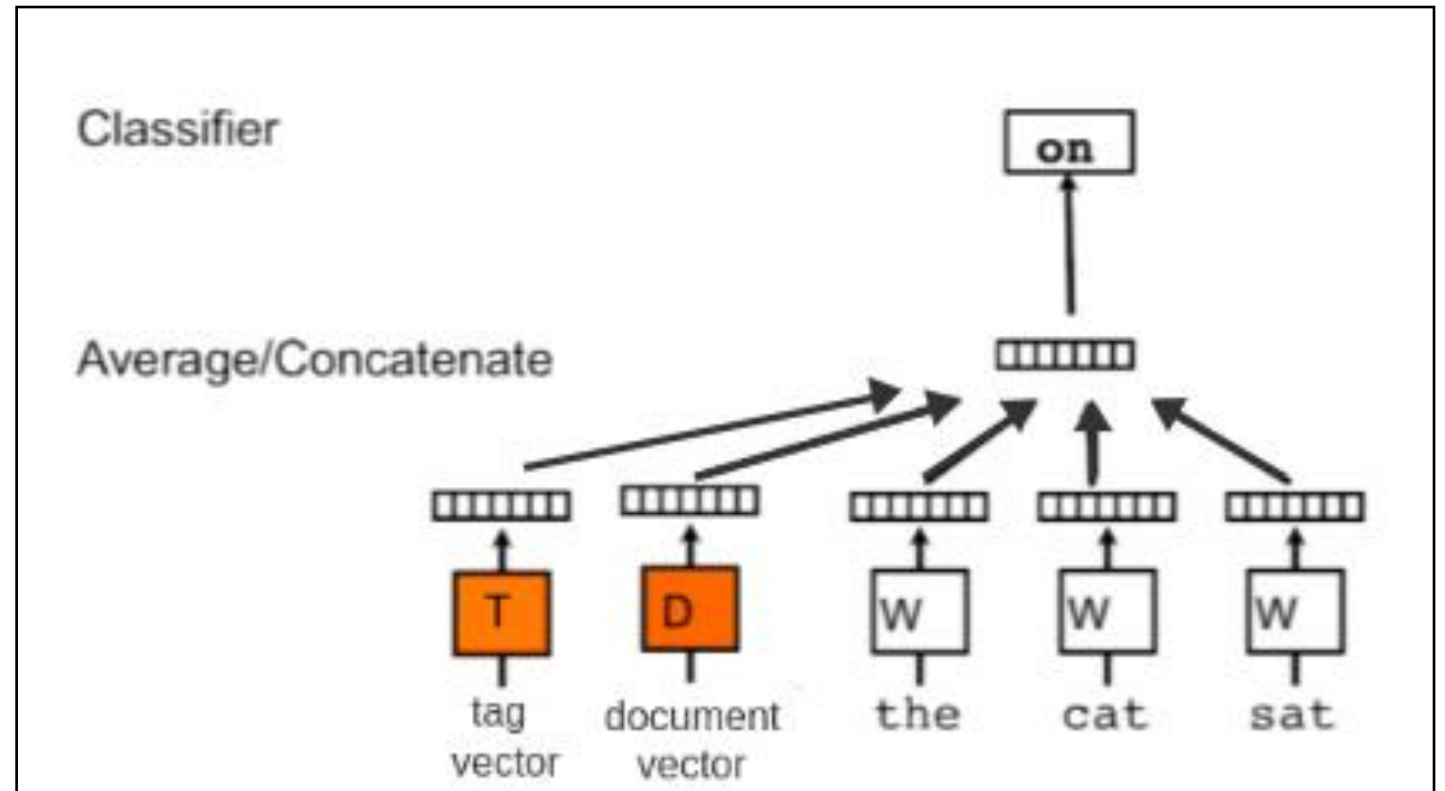 Classifier
on
Average/Concatenate
T D W W W
tag document the cat sat
vector vector